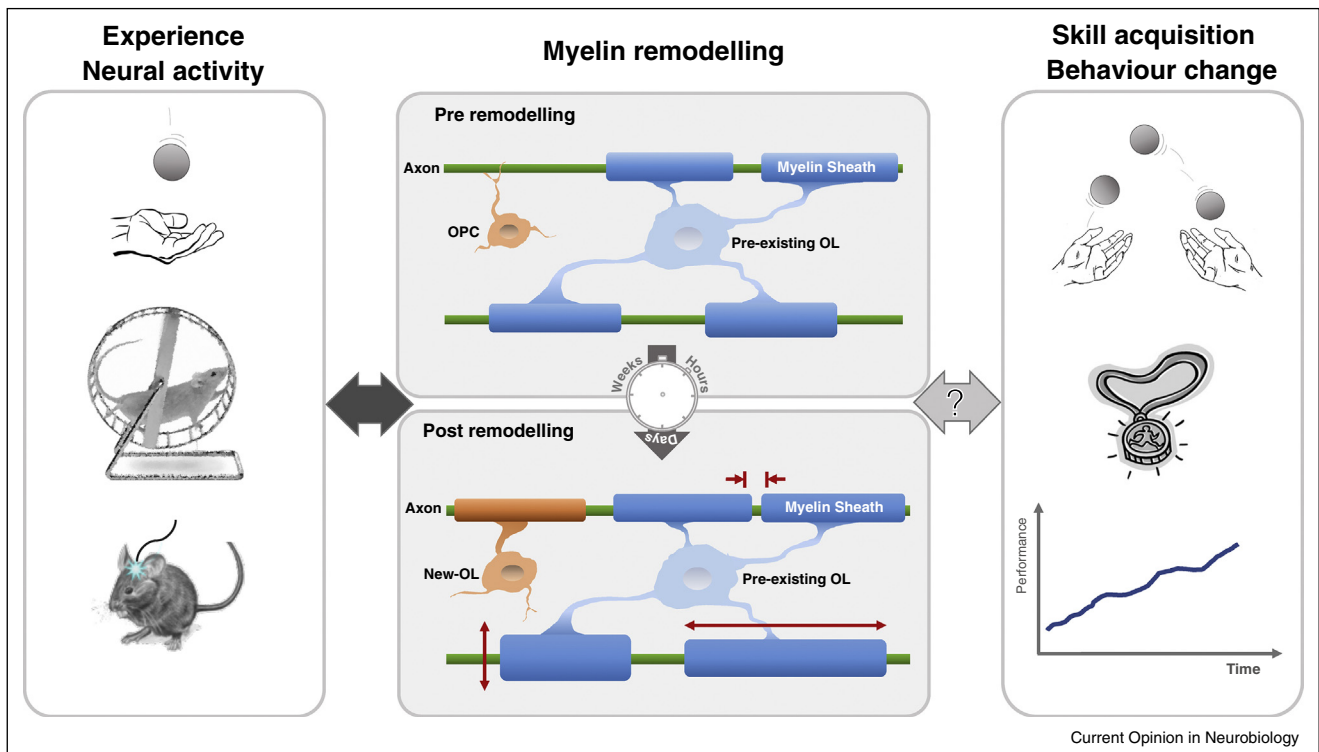 Experience
Neural activity
Myelin remodelling
Skill acquisition
Behaviour change
Pre remodelling
Axon
Myelin Sheath
OPC
Pre-existing OL
Weeks
Hours
Days
?
Post remodelling
Axon
Myelin Sheath
New-OL
Pre-existing OL
Performance
Time
Current Opinion in Neurobiology